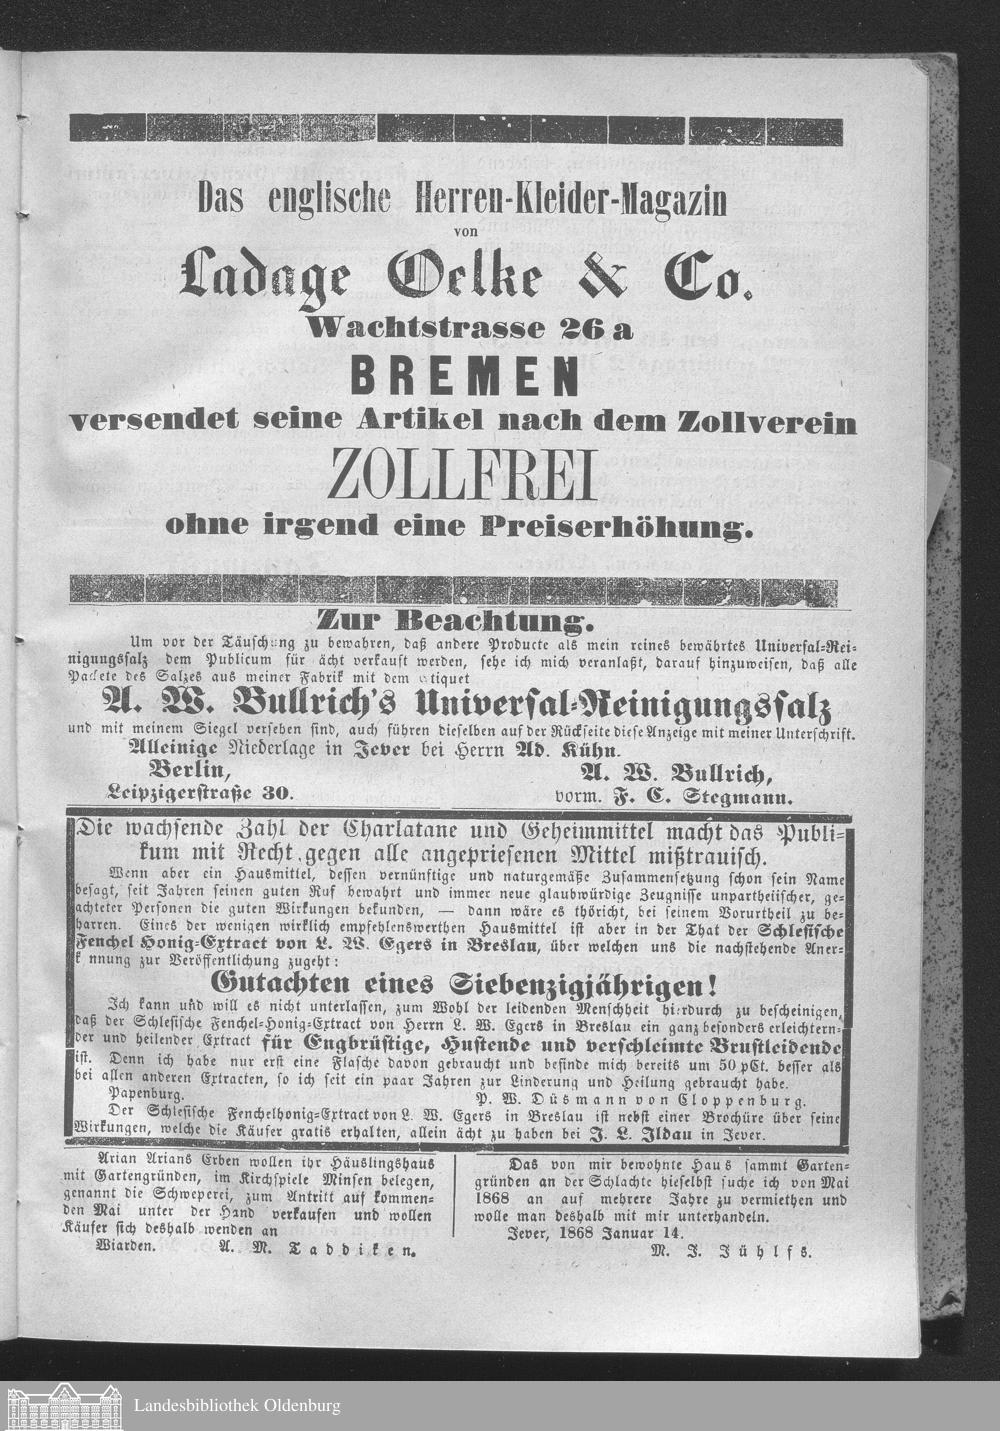 Das englische Herren-Kleider-Magazin
von
Ladage Oelke & Co.
Wachtstrasse 26 a
BREMEN
versendet seine Artikel nach dem Zollverein
ZOLLFREI
ohne irgend eine Preiserhöhung.
Zur Beachtung.
Um vor der Täuschung zu bewahren, daß andere Producte als mein reines bewährtes Universal-Rei-
nigungssalz dem Publicum für ächt verkauft werden, sehe ich mich veranlaßt, darauf hinzuweisen, daß alle
Packete des Salzes aus meiner Fabrik mit dem Etiquet
A. W. Bullrich's Universal-Reinigungssalz
und mit meinem Siegel versehen sind, auch führen dieselben auf der Rückseite diese Anzeige mit meiner Unterschrift.
Alleinige Niederlage in Jever bei Herrn Ad. Kühn.
Berlin,
Leipzigerstraße 30.
A. W. Bullrich,
vorm. F. C. Stegmann.
Die wachsende Zahl der Charlatane und Geheimmittel macht das Publi-
kum mit Recht gegen alle angepriesenen Mittel mißtrauisch.
Wenn aber ein Hausmittel, dessen vernünftige und naturgemäße Zusammensetzung schon sein Name
besagt, seit Jahren seinen guten Ruf bewahrt und immer neue glaubwürdige Zeugnisse unpartheiischer, ge-
achteter Personen die guten Wirkungen bekunden, — dann wäre es thöricht, bei seinem Vorurtheil zu be-
harren. Eines der wenigen wirklich empfehlenswerthen Hausmittel ist aber in der That der Schlesische
Fenchel Honig-Extract von L. W. Egers in Breslau, über welchen uns die nachstehende Aner-
kennung zur Veröffentlichung zugeht:
Gutachten eines Siebenzigjährigen!
Ich kann und will es nicht unterlassen, zum Wohl der leidenden Menschheit hierdurch zu bescheinigen,
daß der Schlesische Fenchel-Honig-Extract von Herrn L. W. Egers in Breslau ein ganz besonders erleichtern-
der und heilender Extract für Engbrüstige, Hustende und verschleimte Brustleidende
ist. Denn ich habe nur erst eine Flasche davon gebraucht und befinde mich bereits um 50 pCt. besser als
bei allen anderen Extracten, so ich seit ein paar Jahren zur Linderung und Heilung gebraucht habe.
Papenburg. P. W. Düsmann von Cloppenburg.
Der Schlesische Fenchelhonig-Extract von L. W. Egers in Breslau ist nebst einer Brochüre über seine
Wirkungen, welche die Käufer gratis erhalten, allein ächt zu haben bei J. L. Ildau in Jever.
Arian Arians Erben wollen ihr Häuslingshaus
mit Gartengründen, im Kirchspiele Minsen belegen,
genannt die Schweperei, zum Antritt auf kommen-
den Mai unter der Hand verkaufen und wollen
Käufer sich deshalb wenden an
Wiarden. A. M. Taddiken.
Das von mir bewohnte Haus sammt Garten-
gründen an der Schlachte hieselbst suche ich von Mai
1868 an auf mehrere Jahre zu vermiethen und
wolle man deshalb mit mir unterhandeln.
Jever, 1868 Januar 14.
M. J. Jühlfs.
Landesbibliothek Oldenburg